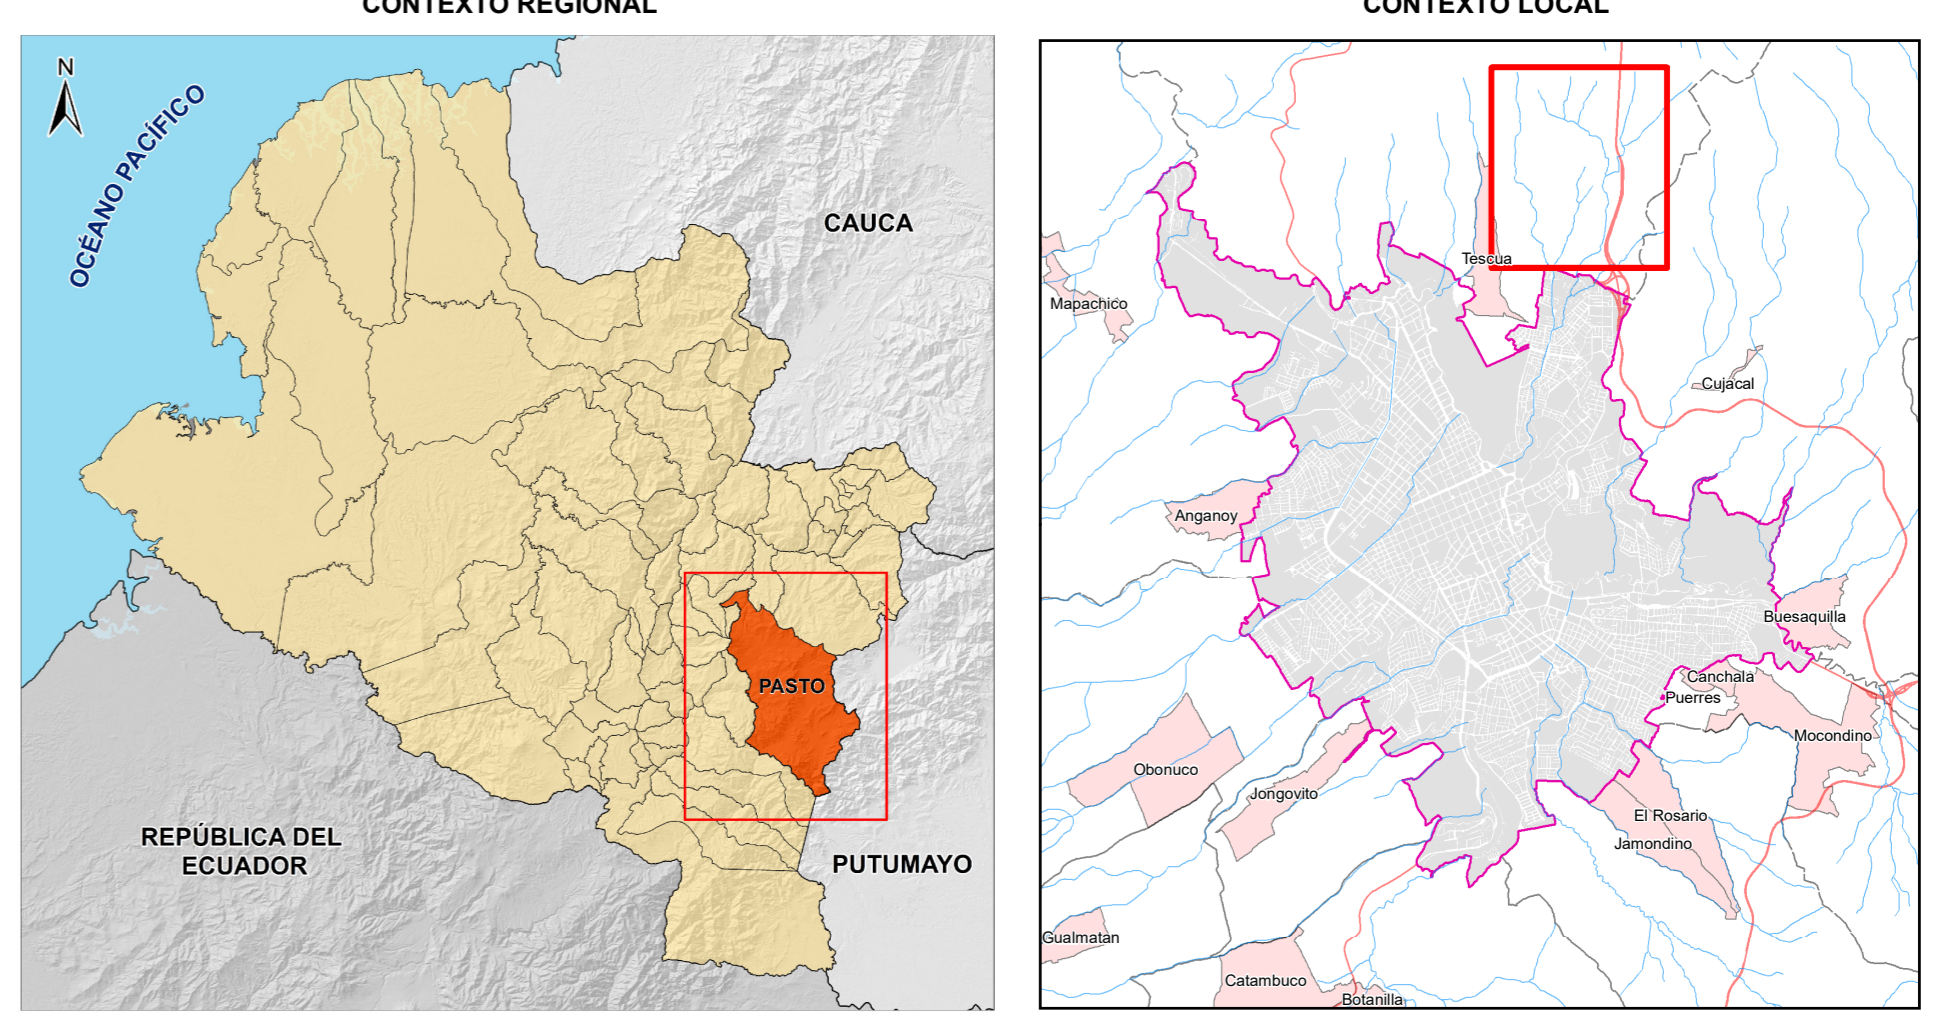 CONTEXTO REGIONAL
N
OCÉANO PACÍFICO
CAUCA
PASTO
REPÚBLICA DEL
ECUADOR
PUTUMAYO
CONTEXTO LOCAL
Tescua
Mapachico
Cujacal
Anganoy
Buesaquilla
Canchala
Puerres
Mocondino
Obonuco
Jongovito
El Rosario
Jamondino
Gualmatan
Catambuco
Botanilla